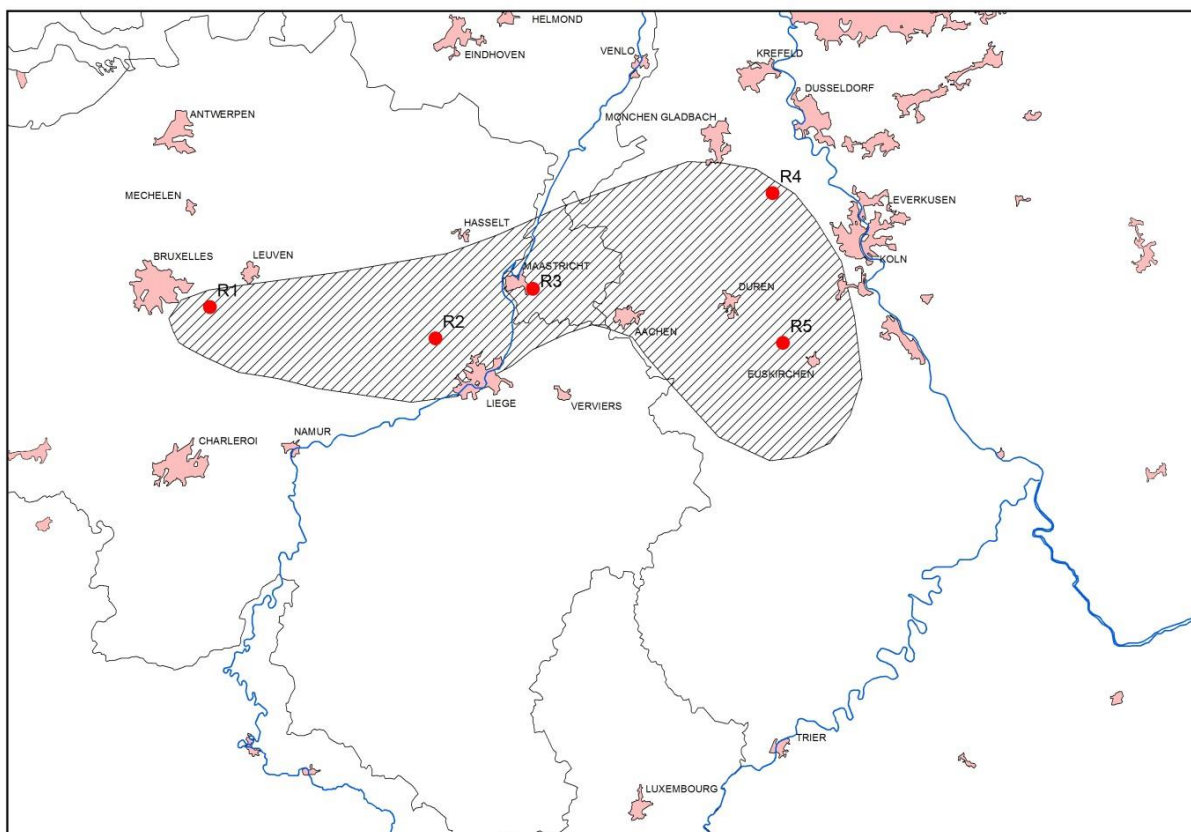 HELMOND
EINDHOVEN
VENLO
KREFELD
DUSSELDORF
ANTWERPEN
MONCHEN GLADBACH
R4
MECHELEN
LEVERKUSEN
HASSELT
BRUXELLES
LEUVEN
KOLN
MAASTRICHT
R3
R1
DUREN
R2
AACHEN
R5
EUSKIRCHEN
LIEGE
VERVIERS
CHARLEROI
NAMUR
TRIER
LUXEMBOURG